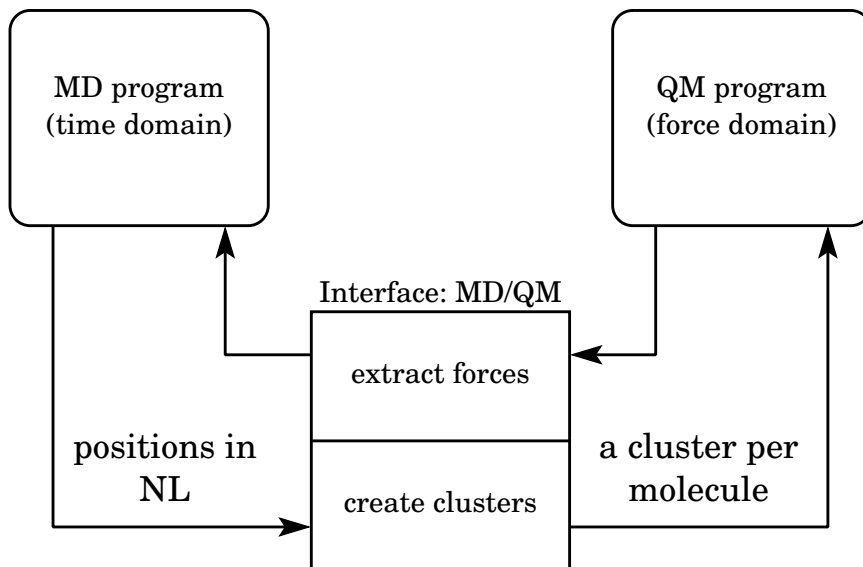 MD program
(time domain)
QM program
(force domain)
Interface: MD/QM
extract forces
positions in
NL
create clusters
a cluster per
molecule